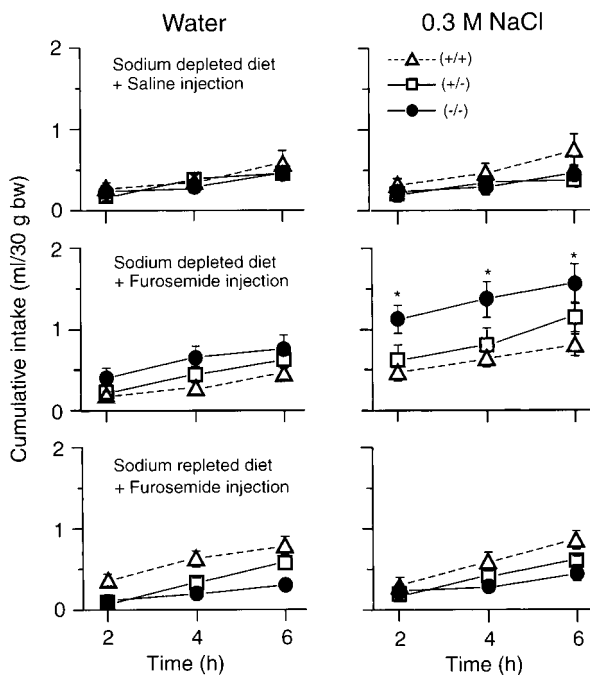 Water
0.3 M NaCl
Cumulative intake (ml/30 g bw)
2
1
0
Sodium depleted diet
+ Saline injection
(+/+)
(+/-)
(-/-)
2
1
0
Sodium depleted diet
+ Furosemide injection
* * *
2
1
0
Sodium repleted diet
+ Furosemide injection
2 4 6
2 4 6
Time (h)
Time (h)